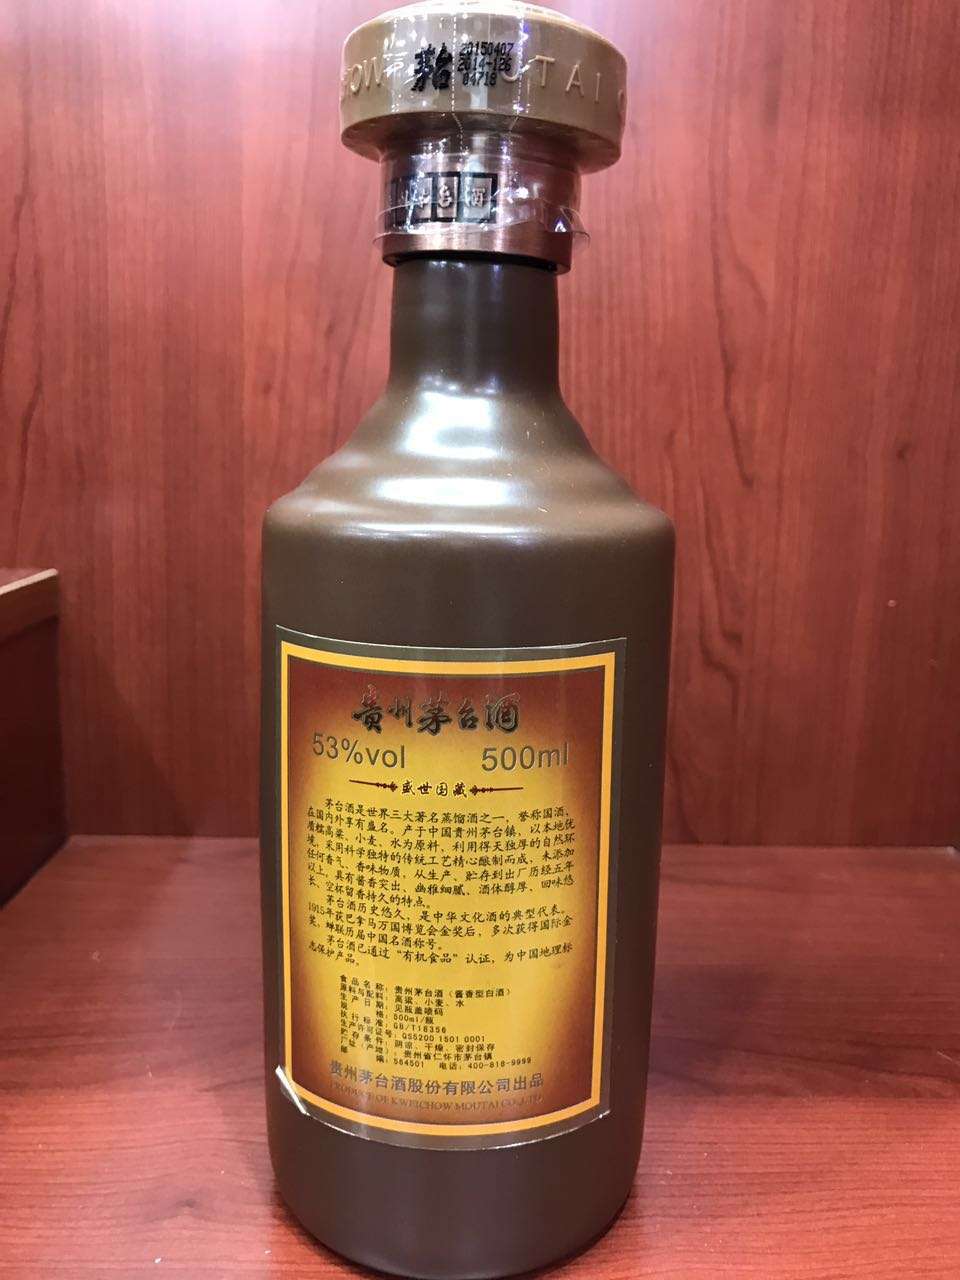 茅台
20150407
2014-126
04718
OW
UTAI
台酒
贵州茅台酒
53%vol 500ml
盛世国藏
茅台酒是世界三大著名蒸馏酒之一，誉称国酒，
在国内外享有盛名。产于中国贵州茅台镇，以本地优
质糯高粱、小麦、水为原料，利用得天独厚的自然环
境，采用科学独特的传统工艺精心酿制而成，未添加
任何香气、香味物质，从生产、贮存到出厂历经五年
以上，具有酱香突出、幽雅细腻、酒体醇厚、回味悠
长、空杯留香持久的特点。
茅台酒历史悠久，是中华文化酒的典型代表。
1915年获巴拿马万国博览会金奖后，多次获得国际金
奖，蝉联历届中国名酒称号。
茅台酒已通过“有机食品”认证，为中国地理标
志保护产品。
食品名称：贵州茅台酒（酱香型白酒）
原料与配料：高粱、小麦、水
生产日期：见瓶盖喷码
规格：500ml/瓶
执行标准：GB/T18356
生产许可证号：QS5200 1501 0001
贮存条件：阴凉、干燥、密封保存
厂址（产地）：贵州省仁怀市茅台镇
邮编：564501 电话：400-818-9999
贵州茅台酒股份有限公司出品
PRODUCT OF KWEICHOW MOUTAI CO., LTD